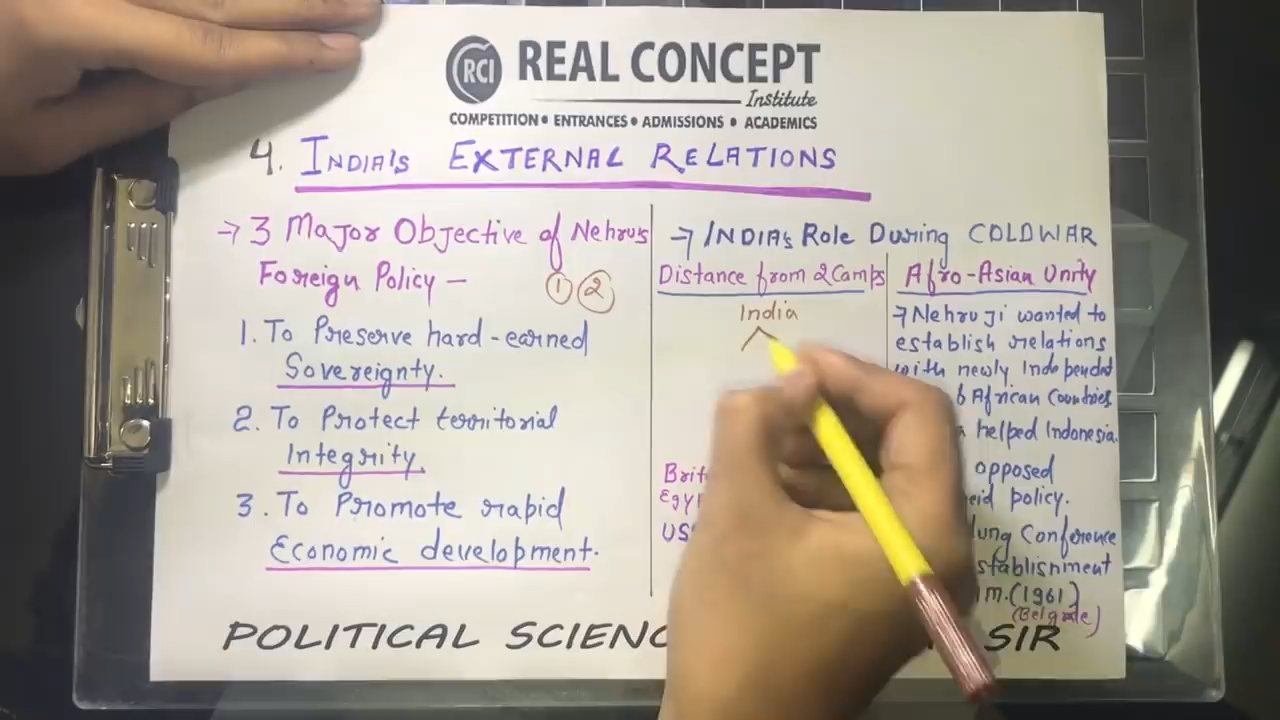 RCI REAL CONCEPT
Institute
COMPETITION • ENTRANCES • ADMISSIONS • ACADEMICS
4. INDIA's EXTERNAL RELATIONS
→ 3 Major Objective of Nehru's
Foreign Policy —
1 2
1. To Preserve hard-earned
Sovereignty.
2. To Protect territorial
Integrity.
3. To Promote rapid
Economic development.
→ INDIA's Role During COLDWAR
Distance from 2 Camps
India
Afro-Asian Unity
→ Nehru Ji wanted to
establish relations
with newly Independed
African Countries
helped Indonesia.
opposed
policy.
Conference
establisnment
(1961)
(Belgrade)
POLITICAL SIR